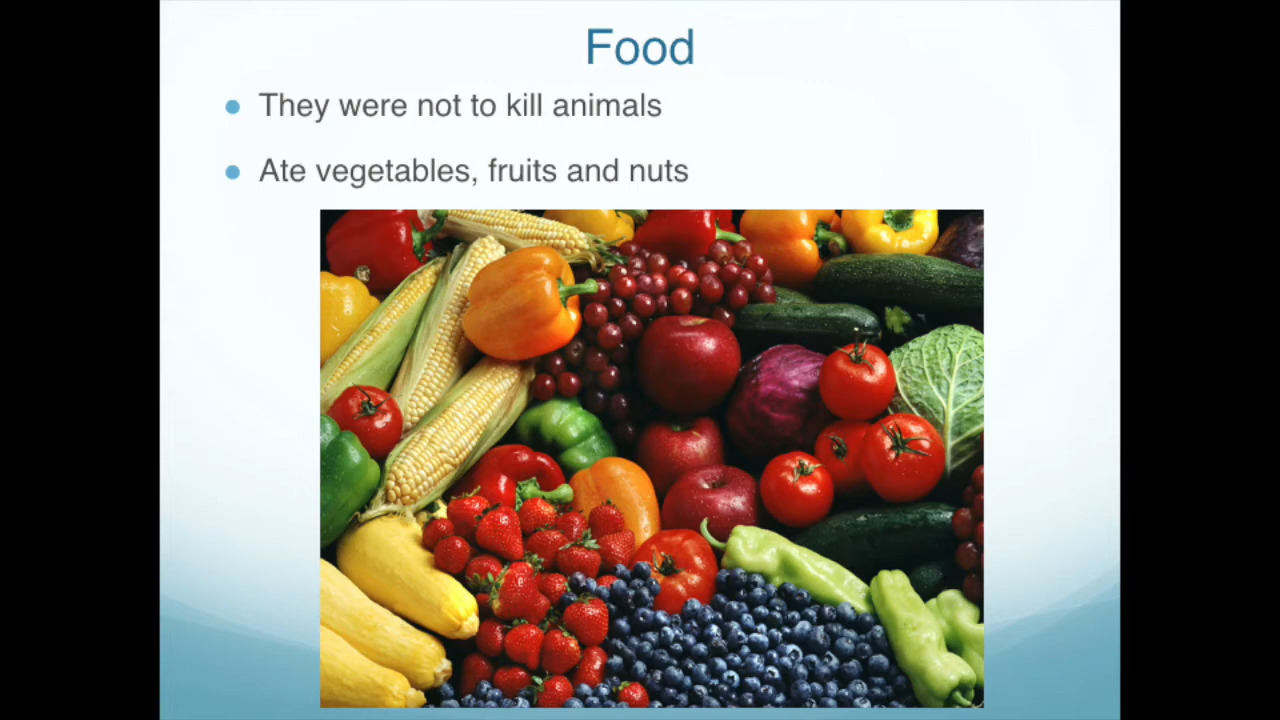 Food
They were not to kill animals
Ate vegetables, fruits and nuts